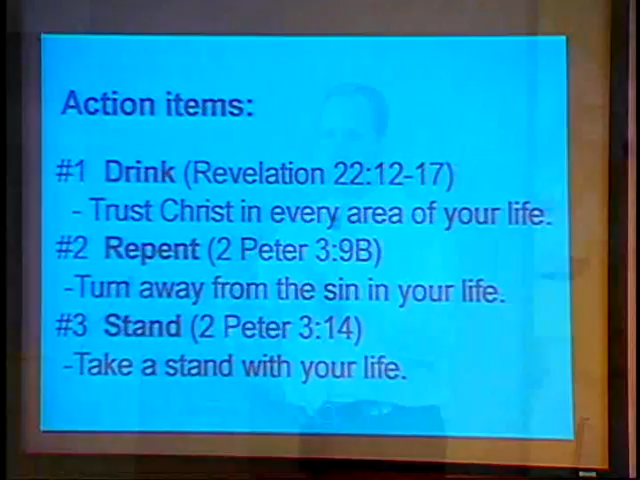 Action items:
#1 Drink (Revelation 22:12-17)
- Trust Christ in every area of your life.
#2 Repent (2 Peter 3:9B)
-Turn away from the sin in your life.
#3 Stand (2 Peter 3:14)
-Take a stand with your life.